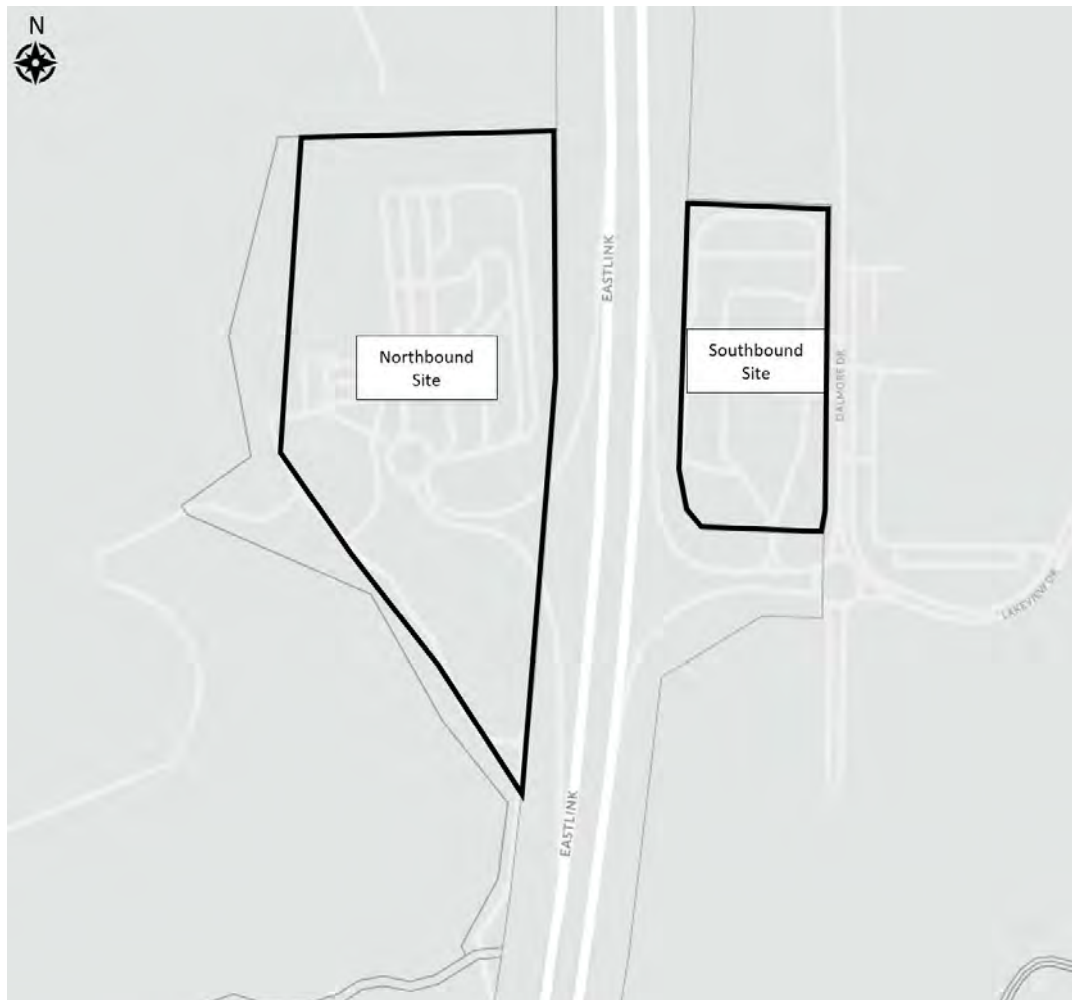 N
EASTLINK
Northbound
Site
Southbound
Site
DALMORE DR
LAKEVIEW DR
EASTLINK